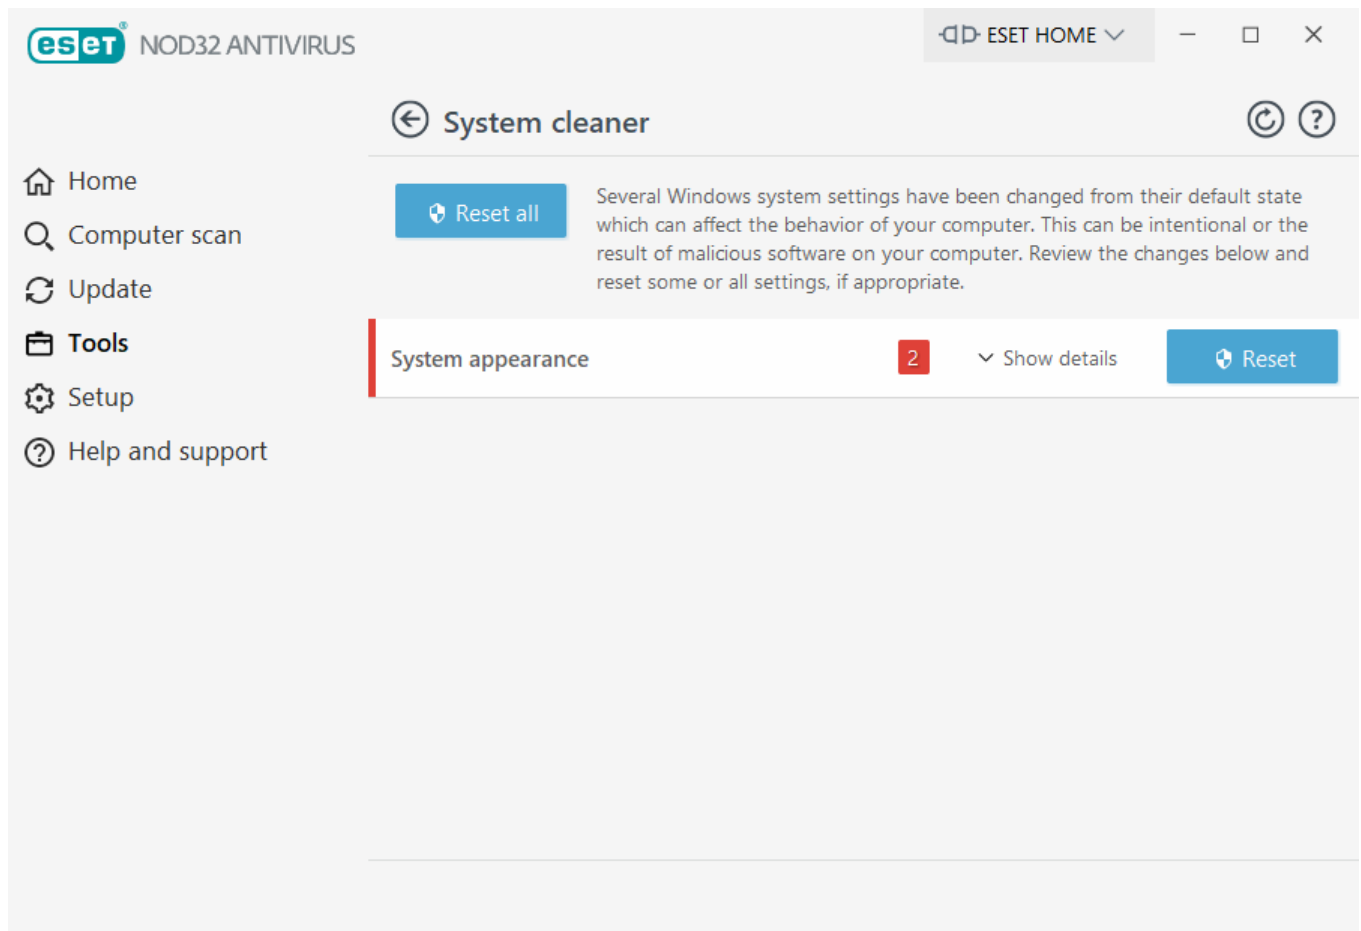 eset® NOD32 ANTIVIRUS
ESET HOME
System cleaner
Home
Computer scan
Update
Tools
Setup
Help and support
Reset all
Several Windows system settings have been changed from their default state
which can affect the behavior of your computer. This can be intentional or the
result of malicious software on your computer. Review the changes below and
reset some or all settings, if appropriate.
System appearance 2 Show details Reset